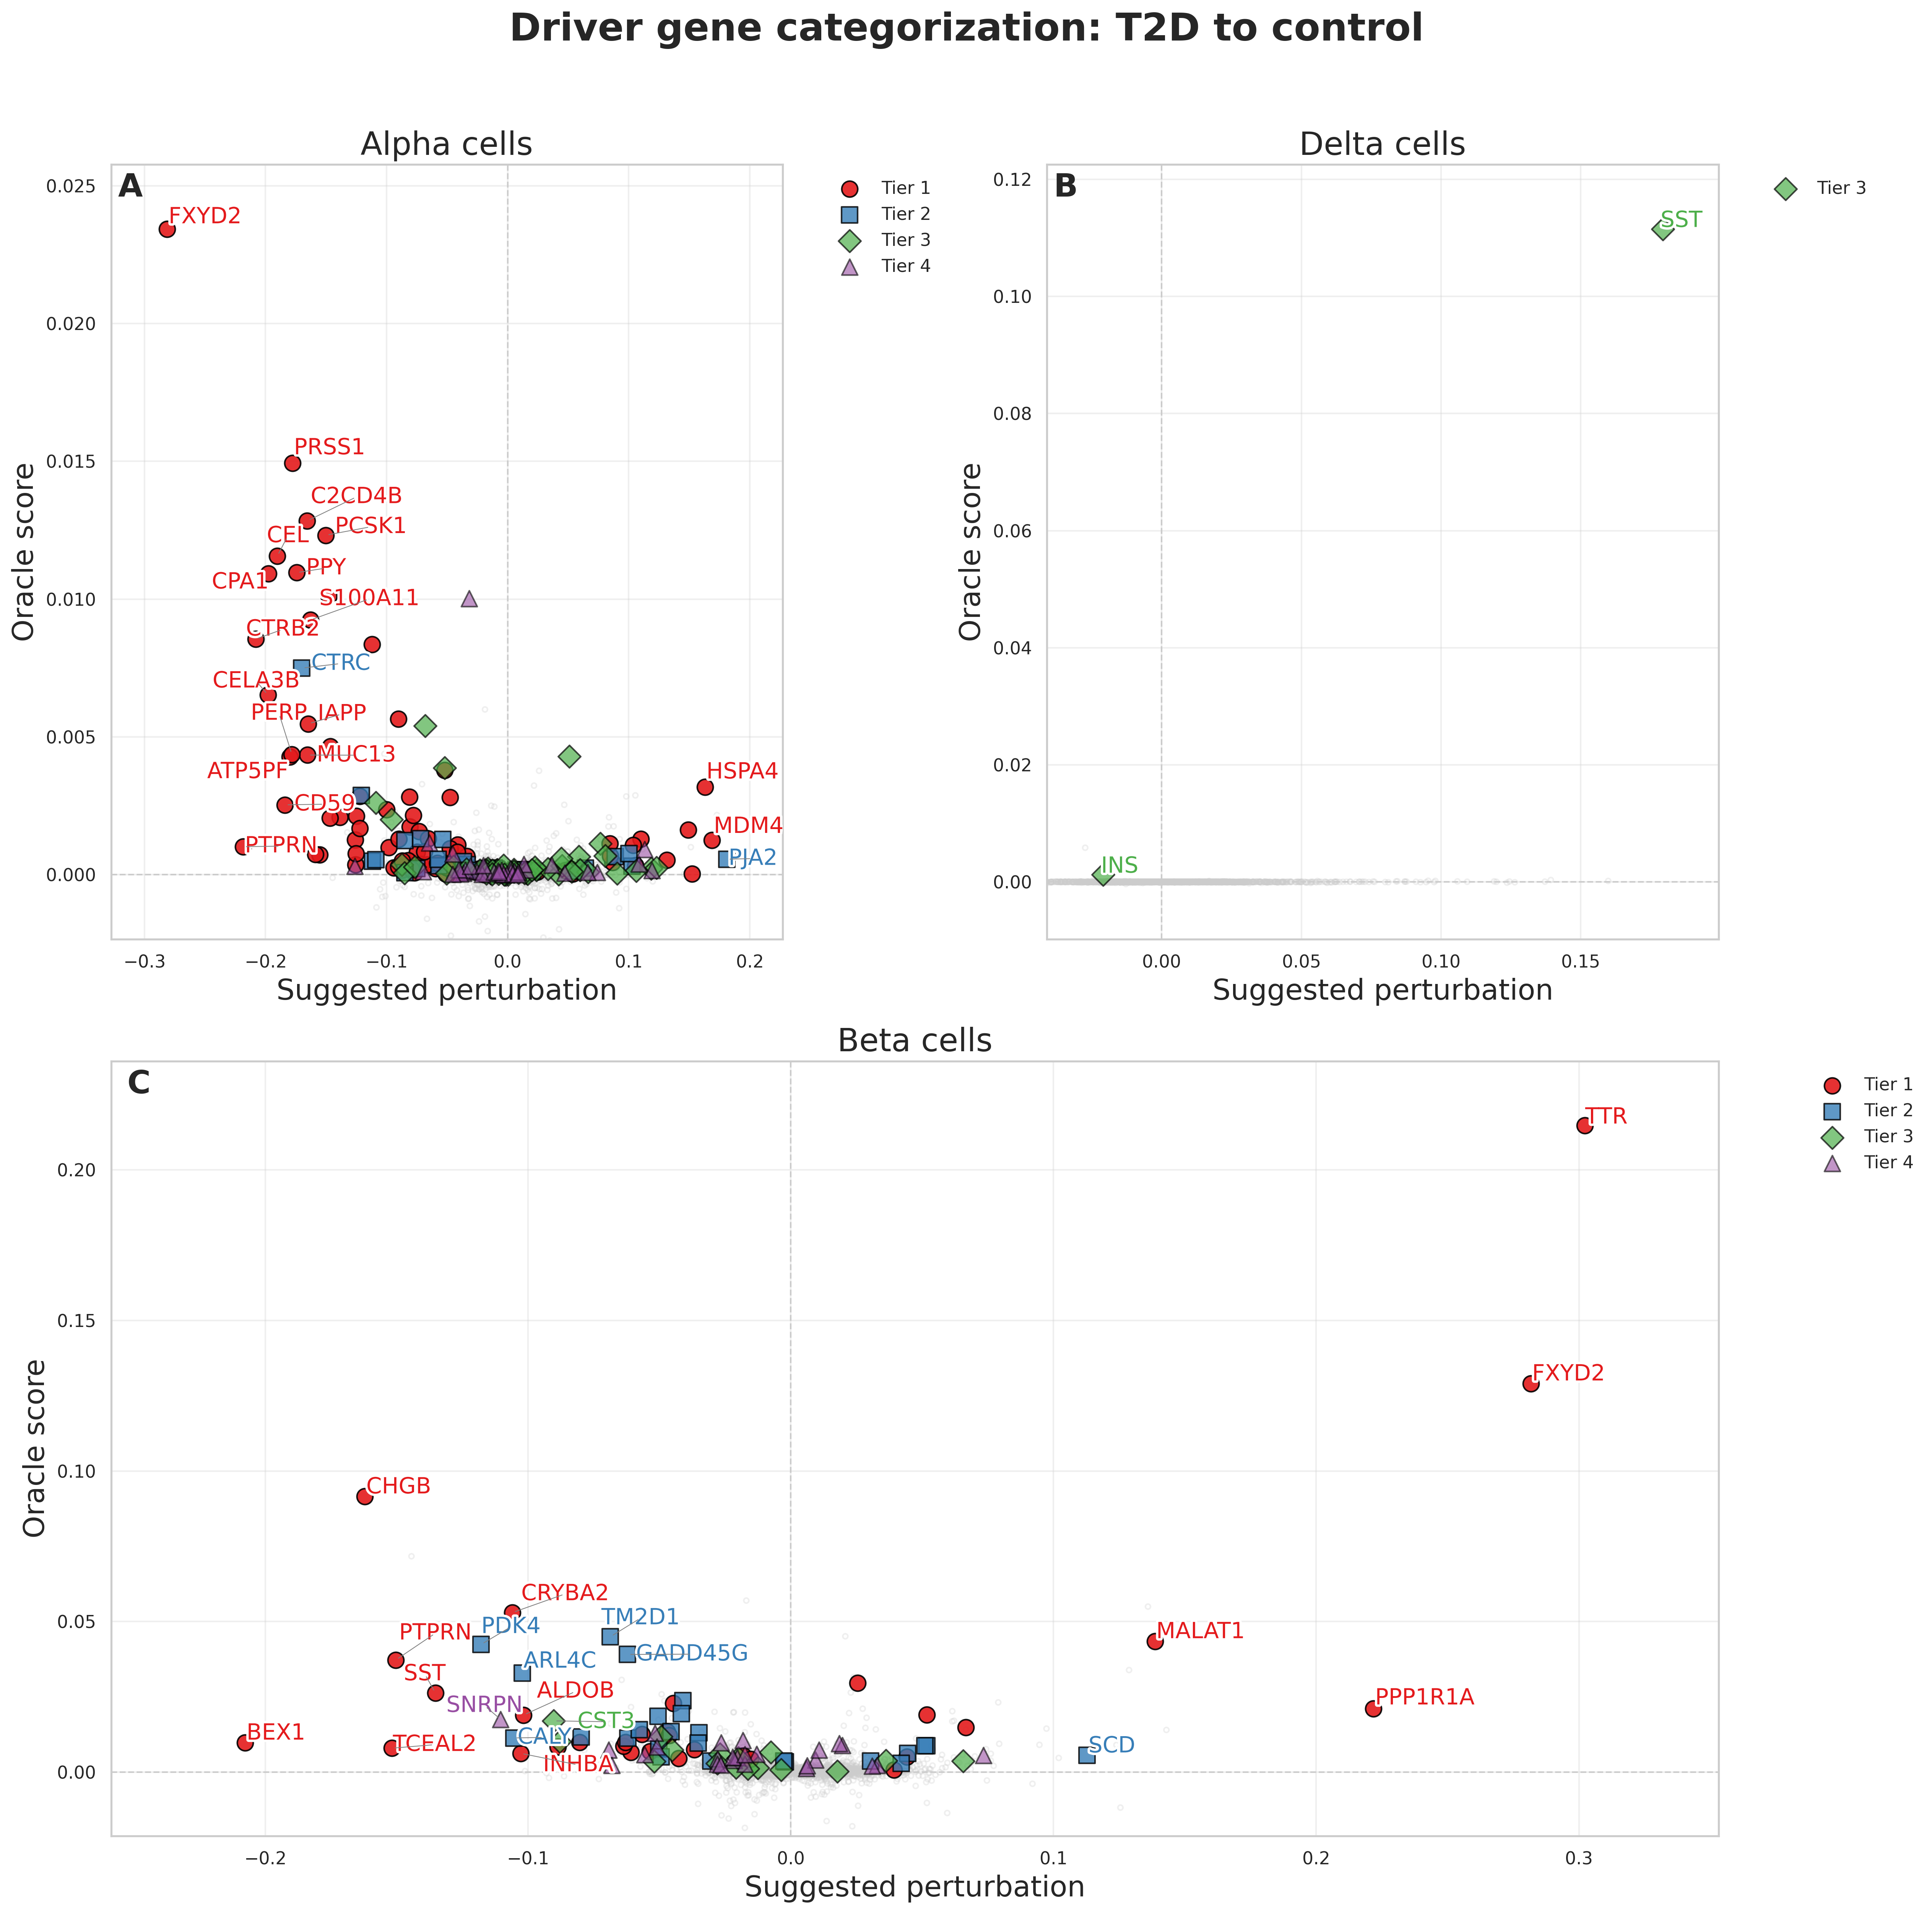 Driver gene categorization: T2D to control
Alpha cells
A
Oracle score
0.025
0.020
0.015
0.010
0.005
0.000
FXYD2
PRSS1
C2CD4B
PCSK1
CEL
PPY
CPA1
S100A11
CTRB2
CTRC
CELA3B
PERP
IAPP
MUC13
ATP5PF
HSPA4
CD59
MDM4
PTPRN
PJA2
−0.3
−0.2
−0.1
0.0
0.1
0.2
Suggested perturbation
Tier 1
Tier 2
Tier 3
Tier 4
Delta cells
B
Oracle score
0.12
0.10
0.08
0.06
0.04
0.02
0.00
SST
INS
0.00
0.05
0.10
0.15
Suggested perturbation
Tier 3
Beta cells
C
Oracle score
0.20
0.15
0.10
0.05
0.00
TTR
FXYD2
CHGB
CRYBA2
TM2D1
PDK4
PTPRN
MALAT1
GADD45G
ARL4C
SST
ALDOB
PPP1R1A
SNRPN
CST3
BEX1
CALY
TCEAL2
SCD
INHBA
−0.2
−0.1
0.0
0.1
0.2
0.3
Suggested perturbation
Tier 1
Tier 2
Tier 3
Tier 4